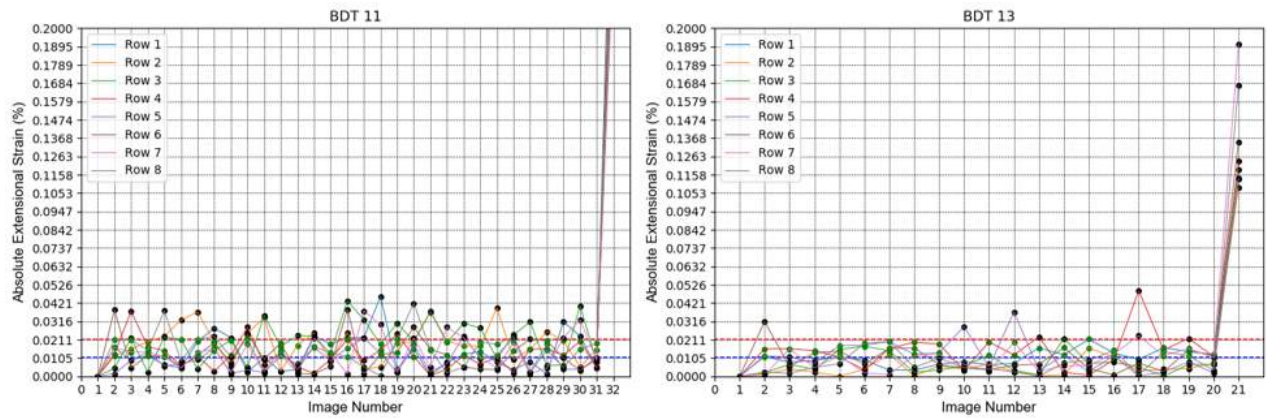 BDT 11
Absolute Extensional Strain (%)
0.2000
0.1895
0.1789
0.1684
0.1579
0.1474
0.1368
0.1263
0.1158
0.1053
0.0947
0.0842
0.0737
0.0632
0.0526
0.0421
0.0316
0.0211
0.0105
0.0000
Row 1
Row 2
Row 3
Row 4
Row 5
Row 6
Row 7
Row 8
0 1 2 3 4 5 6 7 8 9 10 11 12 13 14 15 16 17 18 19 20 21 22 23 24 25 26 27 28 29 30 31 32
Image Number
BDT 13
Absolute Extensional Strain (%)
0.2000
0.1895
0.1789
0.1684
0.1579
0.1474
0.1368
0.1263
0.1158
0.1053
0.0947
0.0842
0.0737
0.0632
0.0526
0.0421
0.0316
0.0211
0.0105
0.0000
Row 1
Row 2
Row 3
Row 4
Row 5
Row 6
Row 7
Row 8
0 1 2 3 4 5 6 7 8 9 10 11 12 13 14 15 16 17 18 19 20 21
Image Number